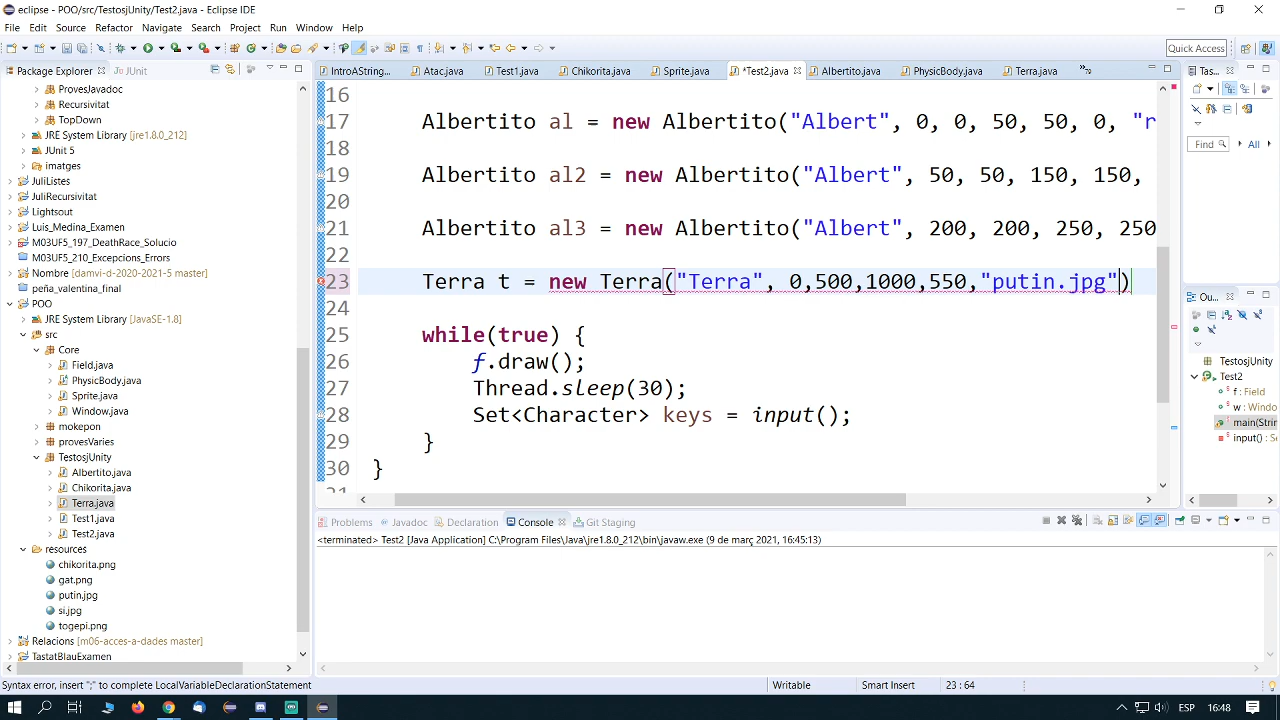 eclipse - POO/src/TestosjUnity/Test2.java - Eclipse IDE
File Edit Source Refactor Navigate Search Project Run Window Help
Quick Access
Package Explorer JUnit
IntroAString... Atac.java Test1.java Chikorita.java Sprite.java *Test2.java Albertito.java PhysicBody.java Terra.java
Tas...
ProvesJavadoc
Recursivitat
TopDown
JRE System Library [jre1.8.0_212]
JUnit 5
imatges
JuliListes
JuliRecursivitat
Lightsout
Luis_Medina_Examen
M03UF5_197_DeathRace_Solucio
M03UF5_210_Excepcions_Errors
Nombre [damvi-d-2020-2021-5 master]
peña_valentina_final
POO
JRE System Library [JavaSE-1.8]
src
Core
Field.java
PhysicBody.java
Sprite.java
Window.java
mokepon
provesVaries
TestosjUnity
Albertito.java
Chikorita.java
Terra.java
Test1.java
Test2.java
resources
chikorita.png
gat.png
putin.jpg
si.jpg
togepi.png
Relacions [m06-acces-a-dades master]
TastatBlauExamen
16
17 Albertito al = new Albertito("Albert", 0, 0, 50, 50, 0, "r
18
19 Albertito al2 = new Albertito("Albert", 50, 50, 150, 150,
20
21 Albertito al3 = new Albertito("Albert", 200, 200, 250, 250
22
23 Terra t = new Terra("Terra", 0,500,1000,550,"putin.jpg")
24
25 while(true) {
26 f.draw();
27 Thread.sleep(30);
28 Set<Character> keys = input();
29 }
30 }
31
Find All
Ou...
TestosjUnity
Test2
f : Field
w : Windo
main(Strin
input() : Se
Problems Javadoc Declaration Console Git Staging
<terminated> Test2 [Java Application] C:\Program Files\Java\jre1.8.0_212\bin\javaw.exe (9 de març 2021, 16:45:13)
Syntax error, insert ";" to complete LocalVariableDeclarationStatement
Writable
Smart Insert
23 : 64
ESP
16:48